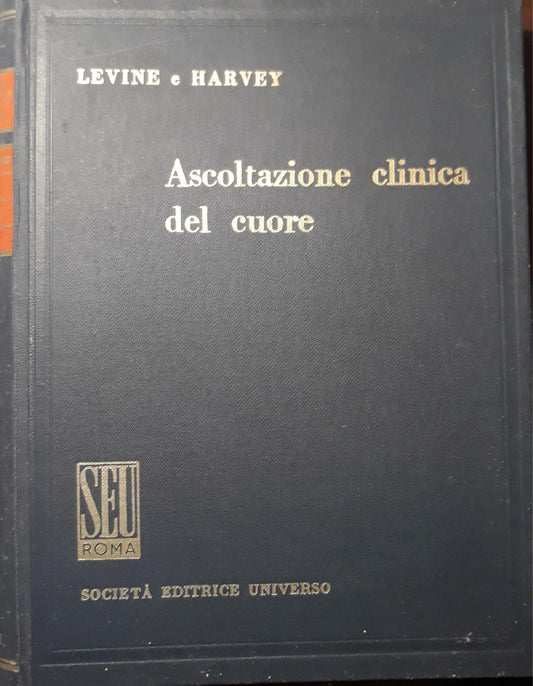 LEVINE e HARVEY
Ascoltazione clinica
del cuore
SEU
ROMA
SOCIETÀ EDITRICE UNIVERSO